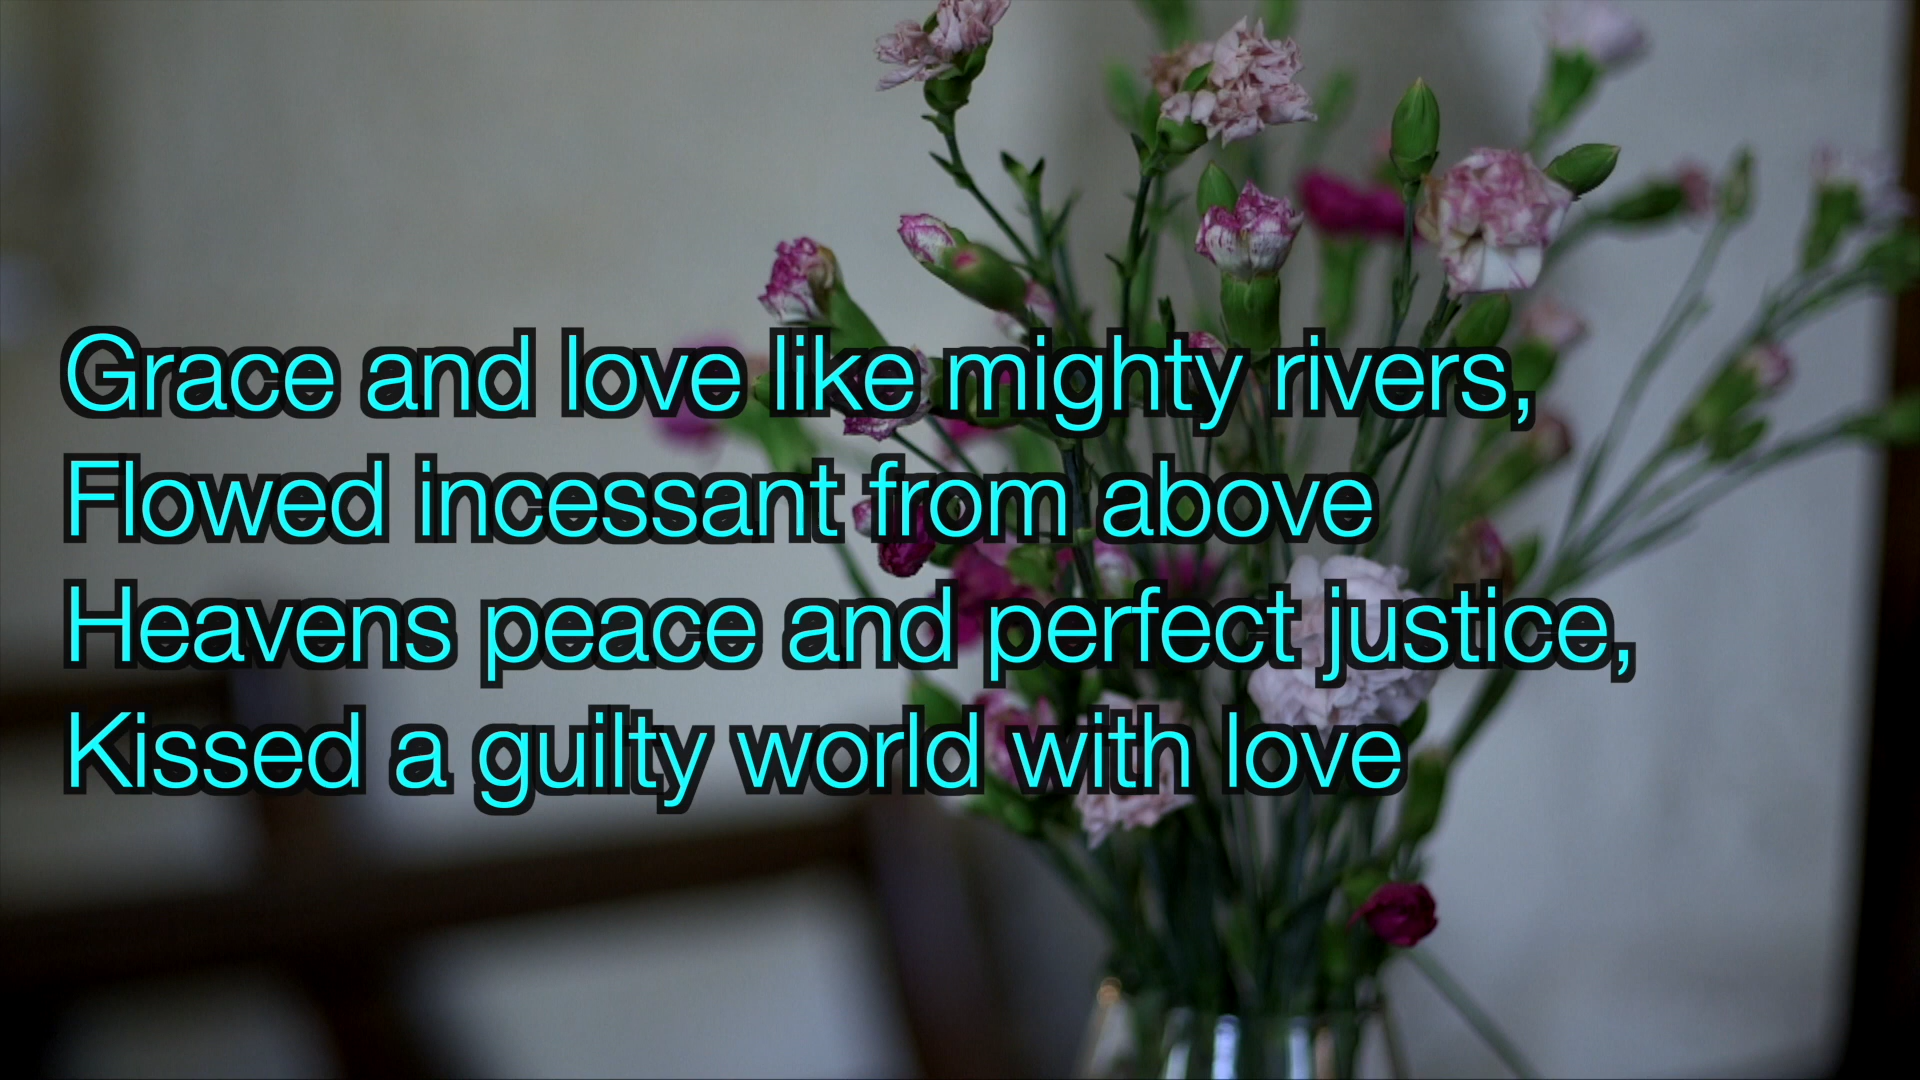 Grace and love like mighty rivers,
Flowed incessant from above
Heavens peace and perfect justice,
Kissed a guilty world with love